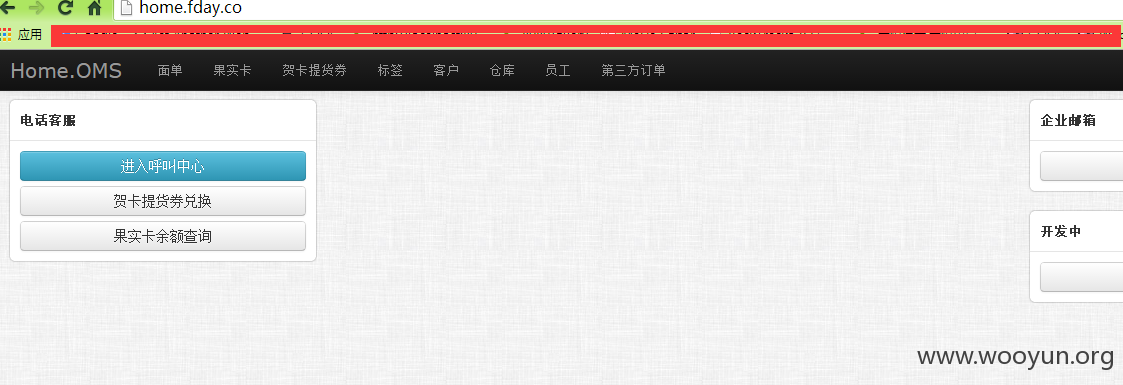 home.fday.co
应用
Home.OMS 面单 果实卡 贺卡提货券 标签 客户 仓库 员工 第三方订单
电话客服
进入呼叫中心
贺卡提货券兑换
果实卡余额查询
企业邮箱
开发中
www.wooyun.org